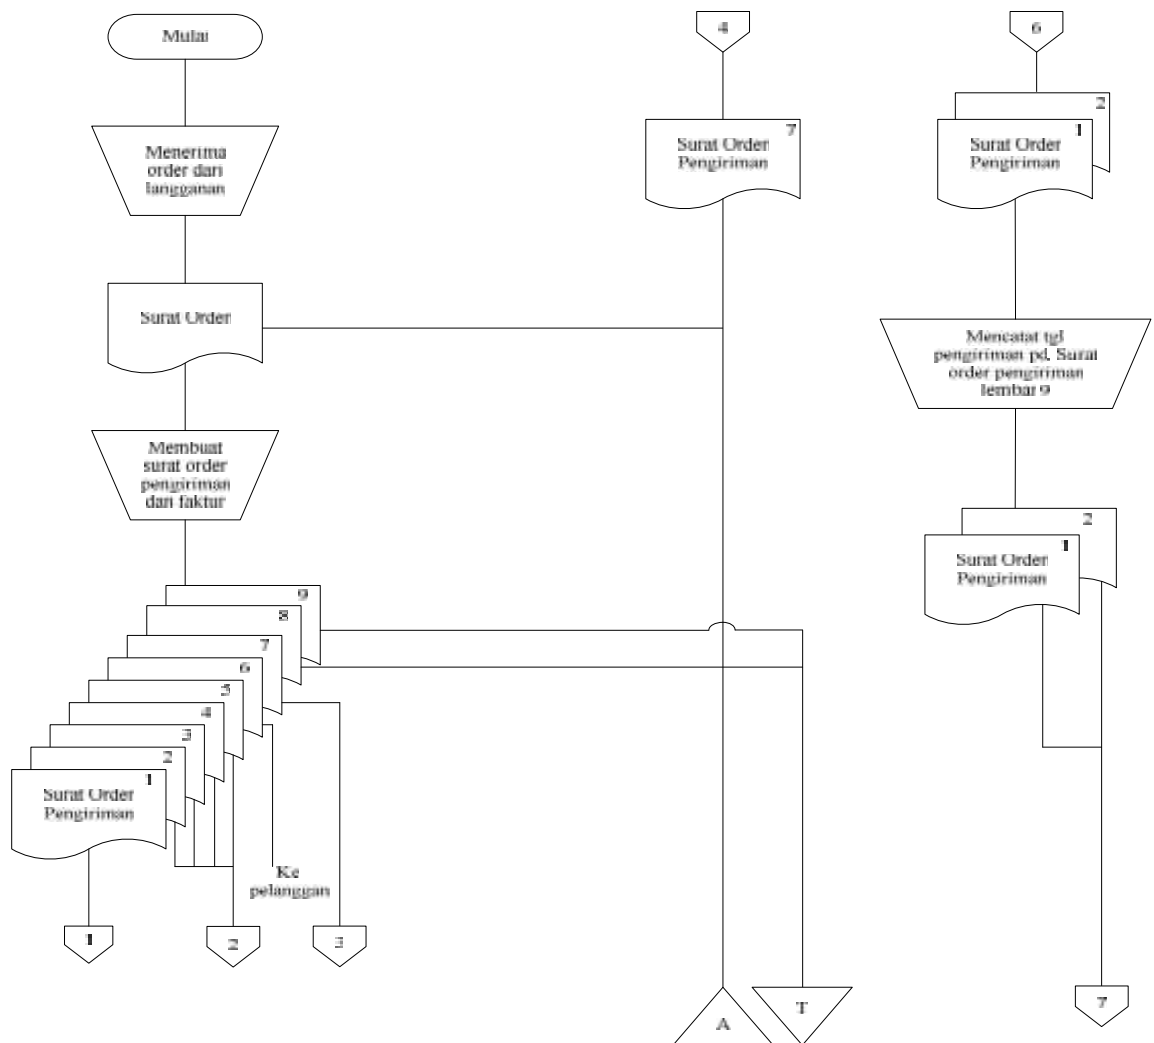 Mulai
Menerima
order dari
langganan
Surat Order
Membuat
surat order
pengiriman
dan faktur
9
8
7
6
5
4
3
2
1
Surat Order
Pengiriman
Ke
pelanggan
1
2
3
4
7
Surat Order
Pengiriman
A
T
6
2
1
Surat Order
Pengiriman
Mencatat tgl
pengiriman pd. Surat
order pengiriman
lembar 9
2
1
Surat Order
Pengiriman
7